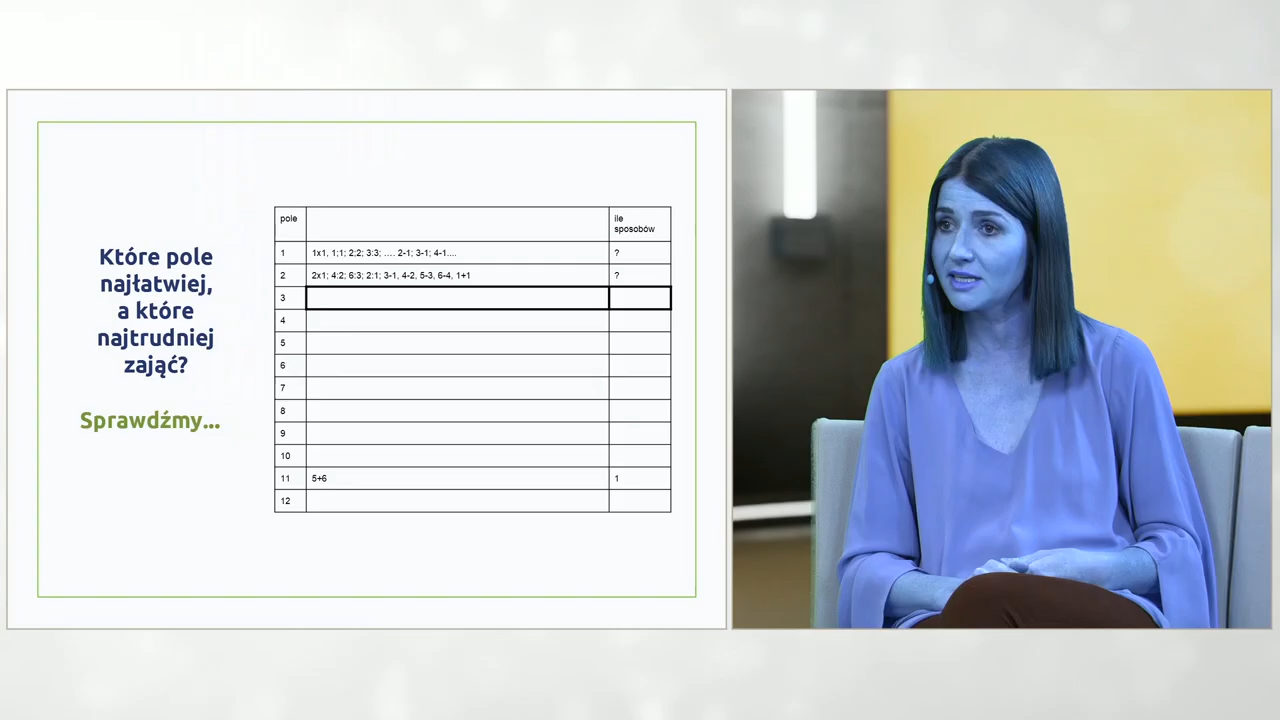 Które pole
najłatwiej,
a które
najtrudniej
zająć?
Sprawdźmy...
pole ile sposobów
1 1x1, 1;1; 2;2; 3:3; .... 2-1; 3-1; 4-1.... ?
2 2x1; 4:2; 6:3; 2:1; 3-1, 4-2, 5-3, 6-4, 1+1 ?
3
4
5
6
7
8
9
10
11 5+6 1
12